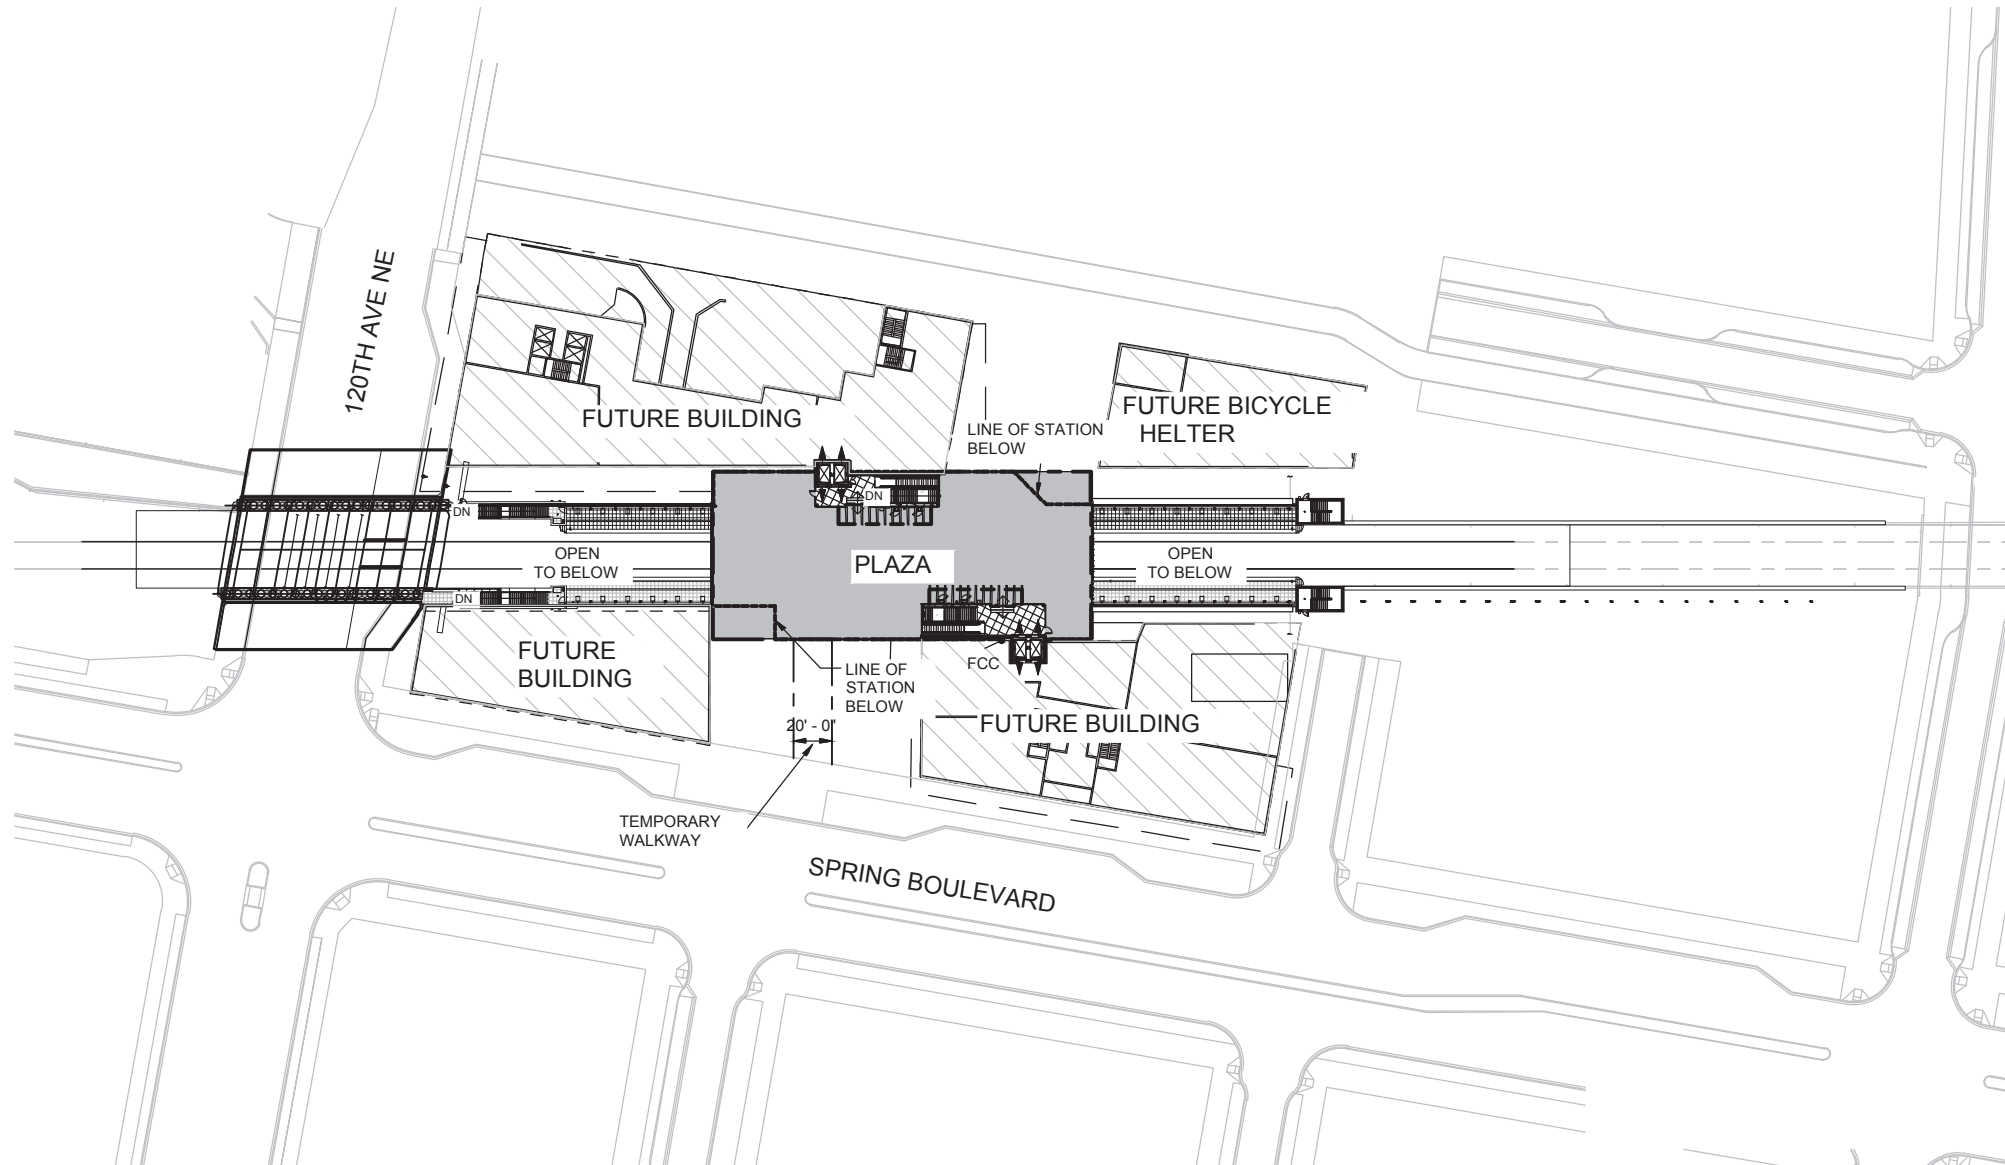 120TH AVE NE
FUTURE BUILDING
LINE OF STATION
BELOW
FUTURE BICYCLE
HELTER
DN
DN
OPEN
TO BELOW
PLAZA
OPEN
TO BELOW
DN
FUTURE
BUILDING
LINE OF
STATION
BELOW
FCC
FUTURE BUILDING
20' - 0"
TEMPORARY
WALKWAY
SPRING BOULEVARD